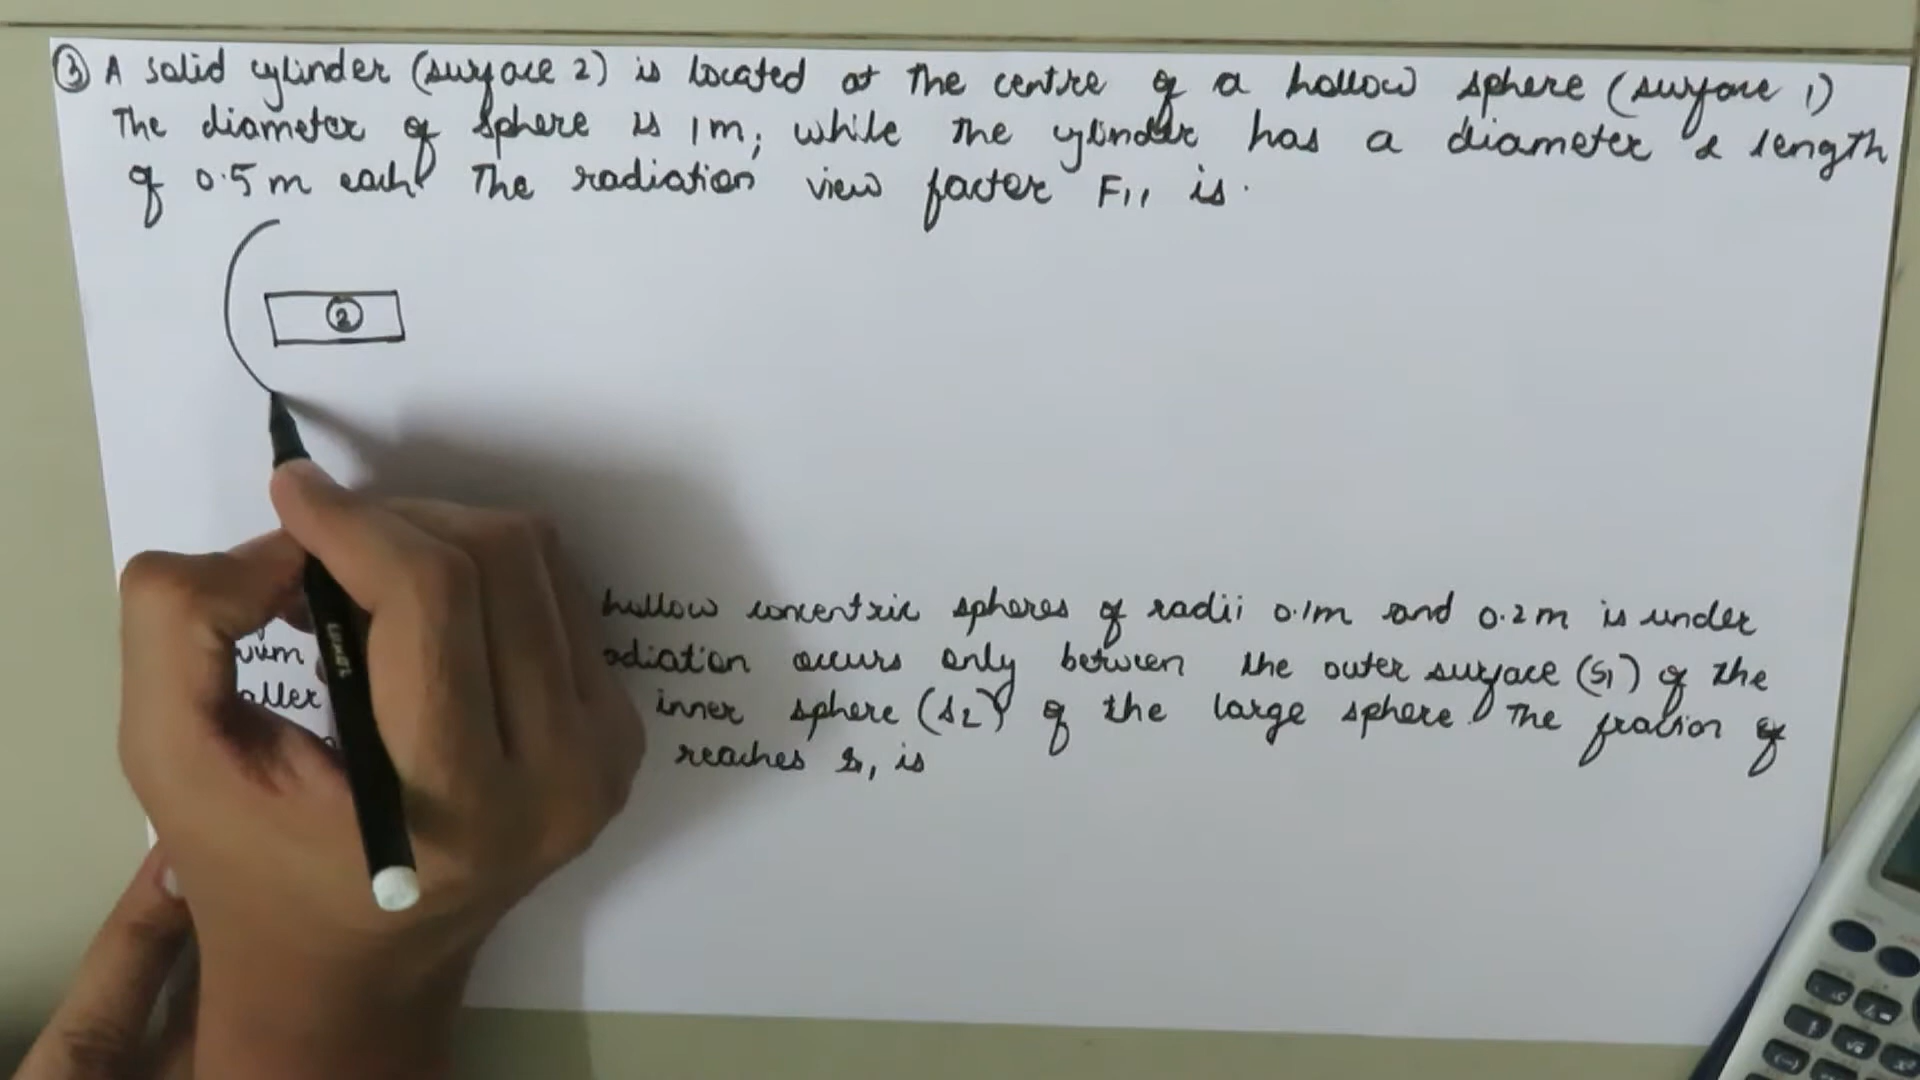 ③ A solid cylinder (surface 2) is located at the centre of a hollow sphere (surface 1)
The diameter of sphere is 1m; while the cylinder has a diameter & length
of 0.5m each. The radiation view factor F11 is.
②
hollow concentric spheres of radii 0.1m and 0.2m is under
occurs only between the outer surface (S1) of the
inner sphere (S2) of the large sphere. The fraction of
reaches S1 is